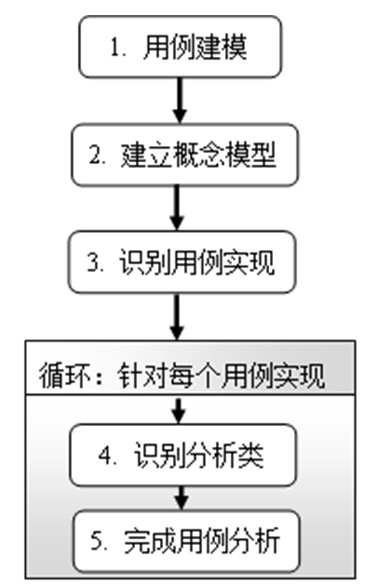 1. 用例建模
2. 建立概念模型
3. 识别用例实现
循环：针对每个用例实现
4. 识别分析类
5. 完成用例分析